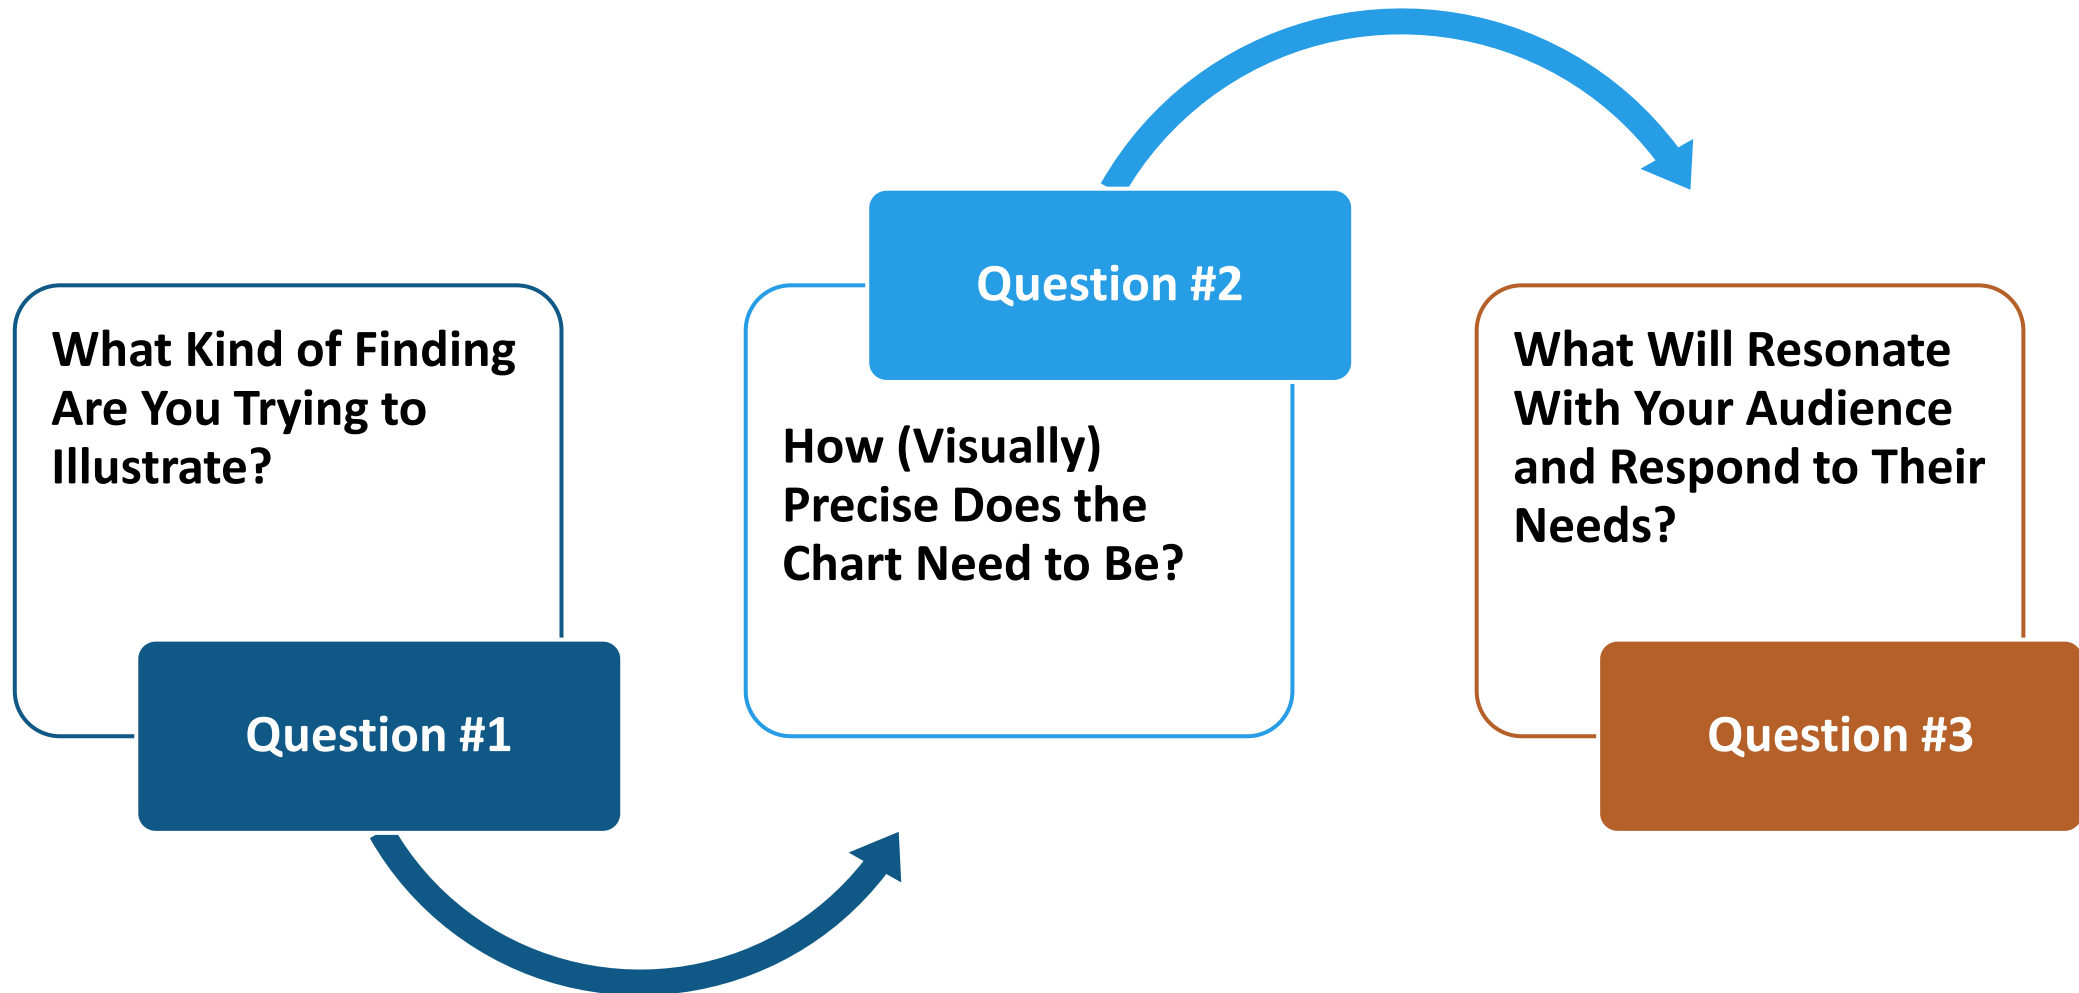 What Kind of Finding
Are You Trying to
Illustrate?
Question #1
Question #2
How (Visually)
Precise Does the
Chart Need to Be?
What Will Resonate
With Your Audience
and Respond to Their
Needs?
Question #3